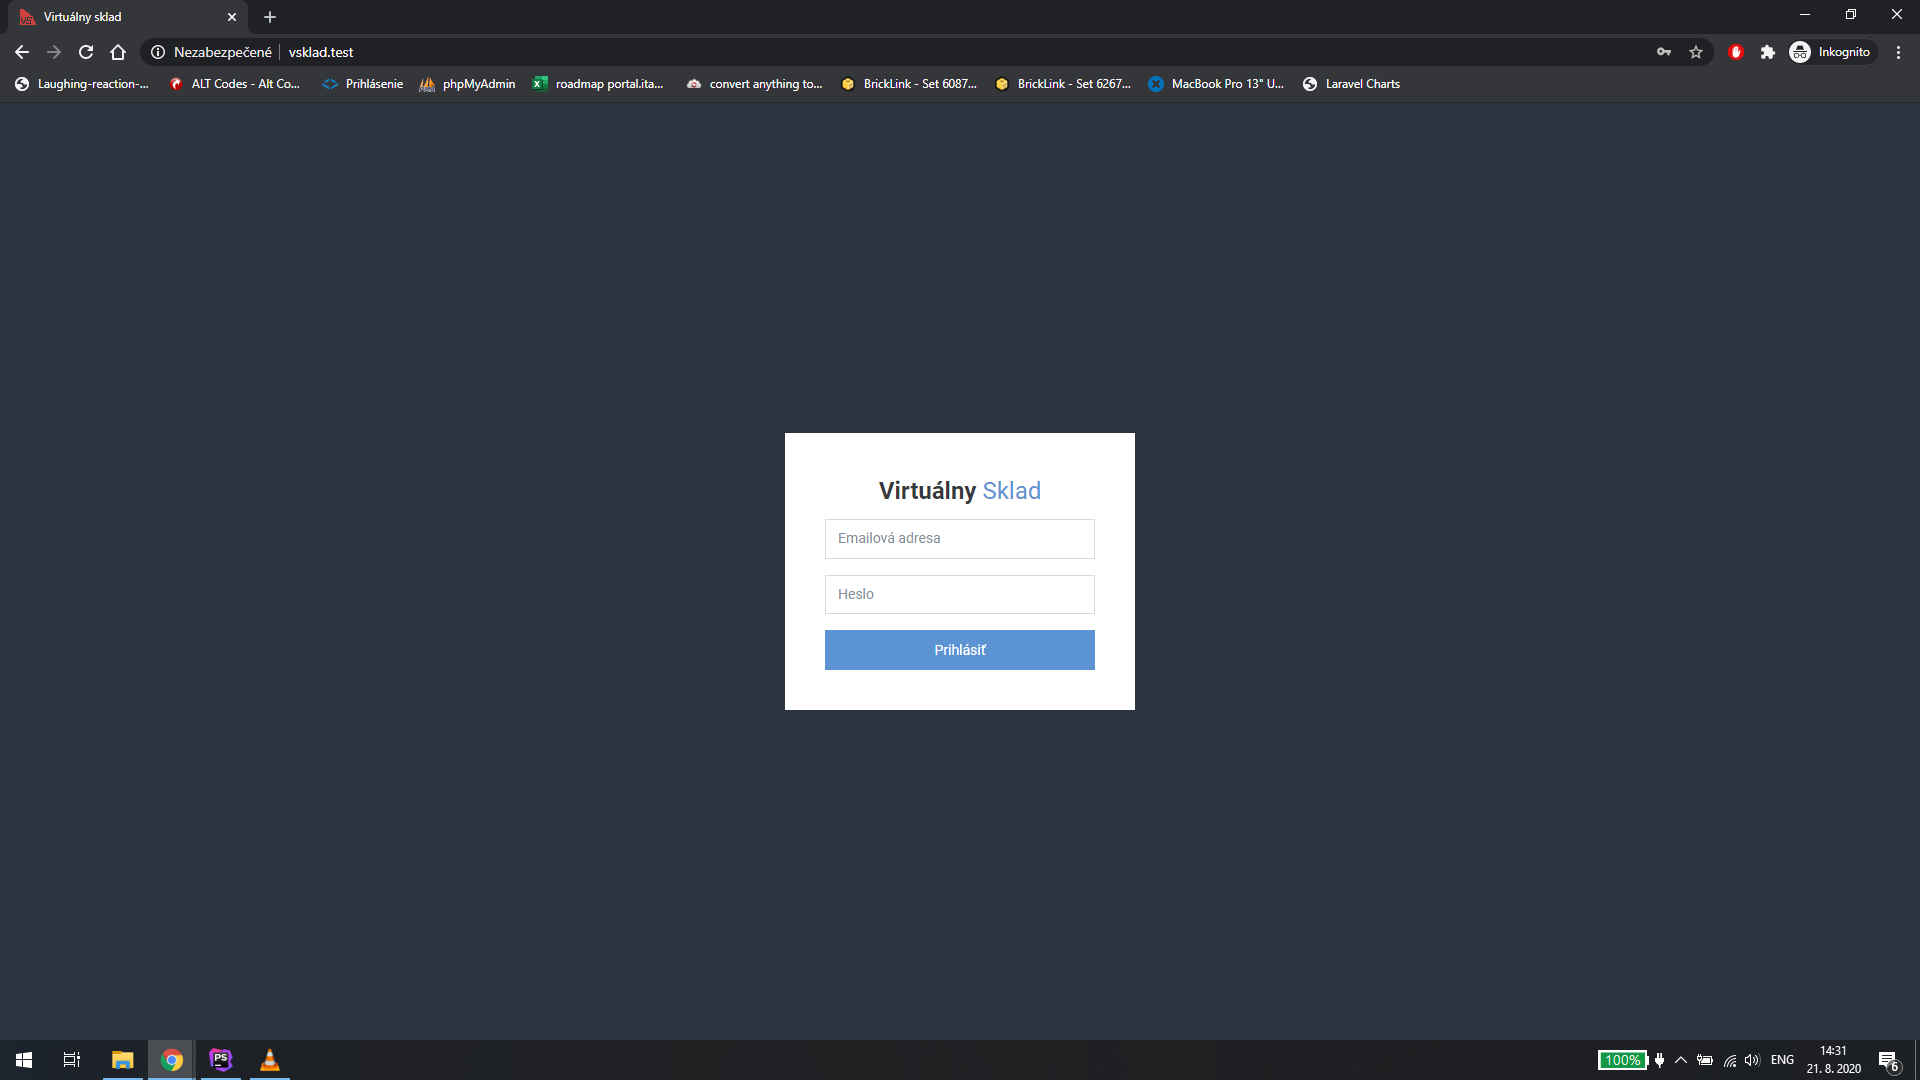 Virtuálny sklad
Nezabezpečené vsklad.test Inkognito
Laughing-reaction-... ALT Codes - Alt Co... Prihlásenie phpMyAdmin roadmap portal.ita... convert anything to... BrickLink - Set 6087... BrickLink - Set 6267... MacBook Pro 13" U... Laravel Charts
Virtuálny Sklad
Emailová adresa
Heslo
Prihlásiť
PS
100% ENG 14:31
21. 8. 2020
6